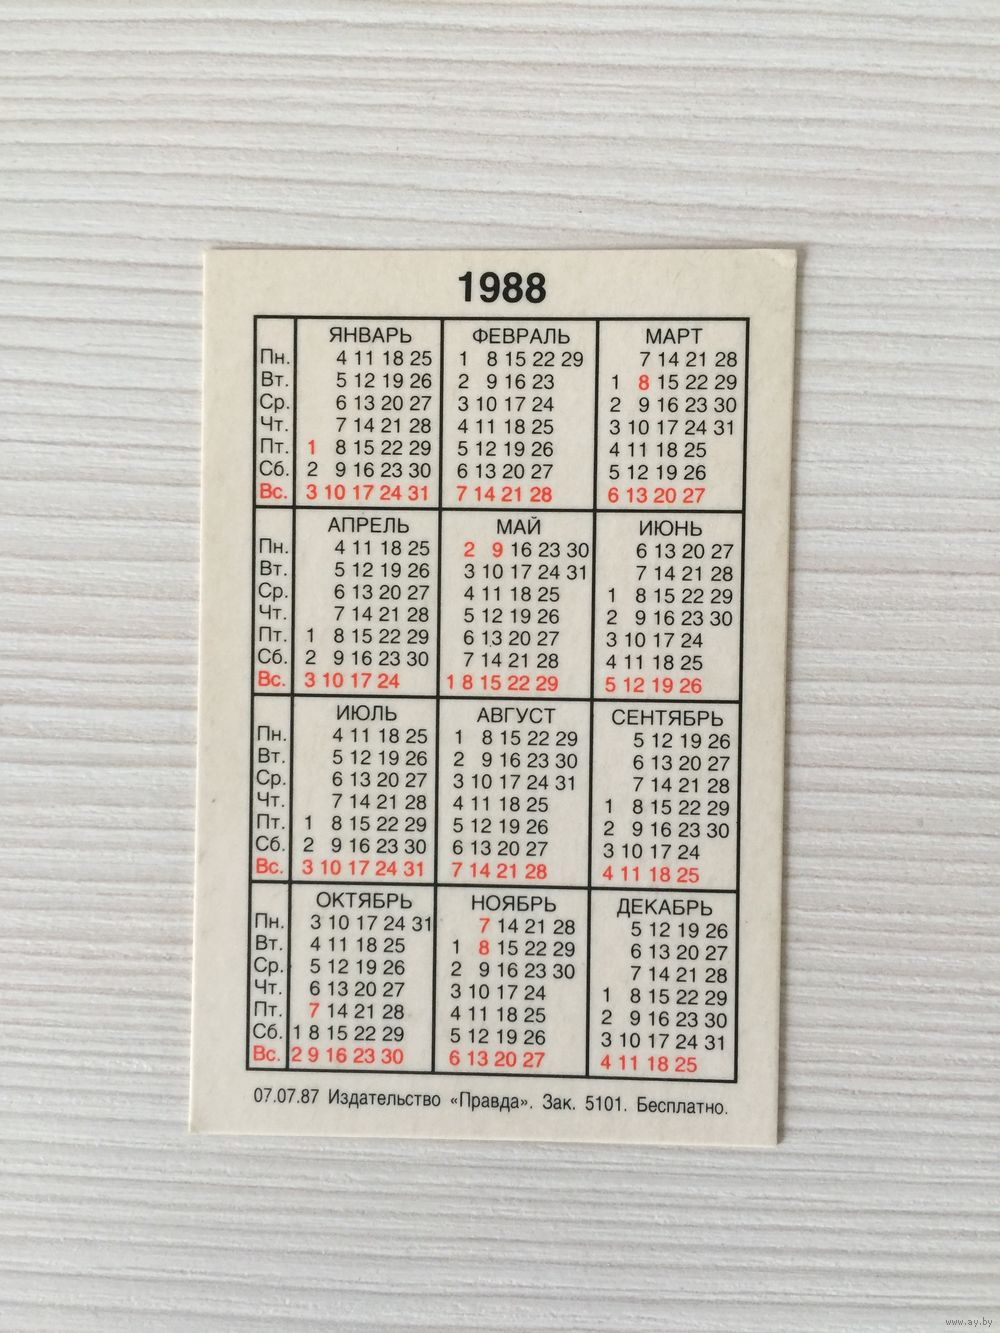 1988
ЯНВАРЬ ФЕВРАЛЬ МАРТ
Пн. 4 11 18 25 1 8 15 22 29 7 14 21 28
Вт. 5 12 19 26 2 9 16 23 1 8 15 22 29
Ср. 6 13 20 27 3 10 17 24 2 9 16 23 30
Чт. 7 14 21 28 4 11 18 25 3 10 17 24 31
Пт. 1 8 15 22 29 5 12 19 26 4 11 18 25
Сб. 2 9 16 23 30 6 13 20 27 5 12 19 26
Вс. 3 10 17 24 31 7 14 21 28 6 13 20 27
АПРЕЛЬ МАЙ ИЮНЬ
Пн. 4 11 18 25 2 9 16 23 30 6 13 20 27
Вт. 5 12 19 26 3 10 17 24 31 7 14 21 28
Ср. 6 13 20 27 4 11 18 25 1 8 15 22 29
Чт. 7 14 21 28 5 12 19 26 2 9 16 23 30
Пт. 1 8 15 22 29 6 13 20 27 3 10 17 24
Сб. 2 9 16 23 30 7 14 21 28 4 11 18 25
Вс. 3 10 17 24 1 8 15 22 29 5 12 19 26
ИЮЛЬ АВГУСТ СЕНТЯБРЬ
Пн. 4 11 18 25 1 8 15 22 29 5 12 19 26
Вт. 5 12 19 26 2 9 16 23 30 6 13 20 27
Ср. 6 13 20 27 3 10 17 24 31 7 14 21 28
Чт. 7 14 21 28 4 11 18 25 1 8 15 22 29
Пт. 1 8 15 22 29 5 12 19 26 2 9 16 23 30
Сб. 2 9 16 23 30 6 13 20 27 3 10 17 24
Вс. 3 10 17 24 31 7 14 21 28 4 11 18 25
ОКТЯБРЬ НОЯБРЬ ДЕКАБРЬ
Пн. 3 10 17 24 31 7 14 21 28 5 12 19 26
Вт. 4 11 18 25 1 8 15 22 29 6 13 20 27
Ср. 5 12 19 26 2 9 16 23 30 7 14 21 28
Чт. 6 13 20 27 3 10 17 24 1 8 15 22 29
Пт. 7 14 21 28 4 11 18 25 2 9 16 23 30
Сб. 1 8 15 22 29 5 12 19 26 3 10 17 24 31
Вс. 2 9 16 23 30 6 13 20 27 4 11 18 25
07.07.87 Издательство «Правда». Зак. 5101. Бесплатно.
www.ay.by